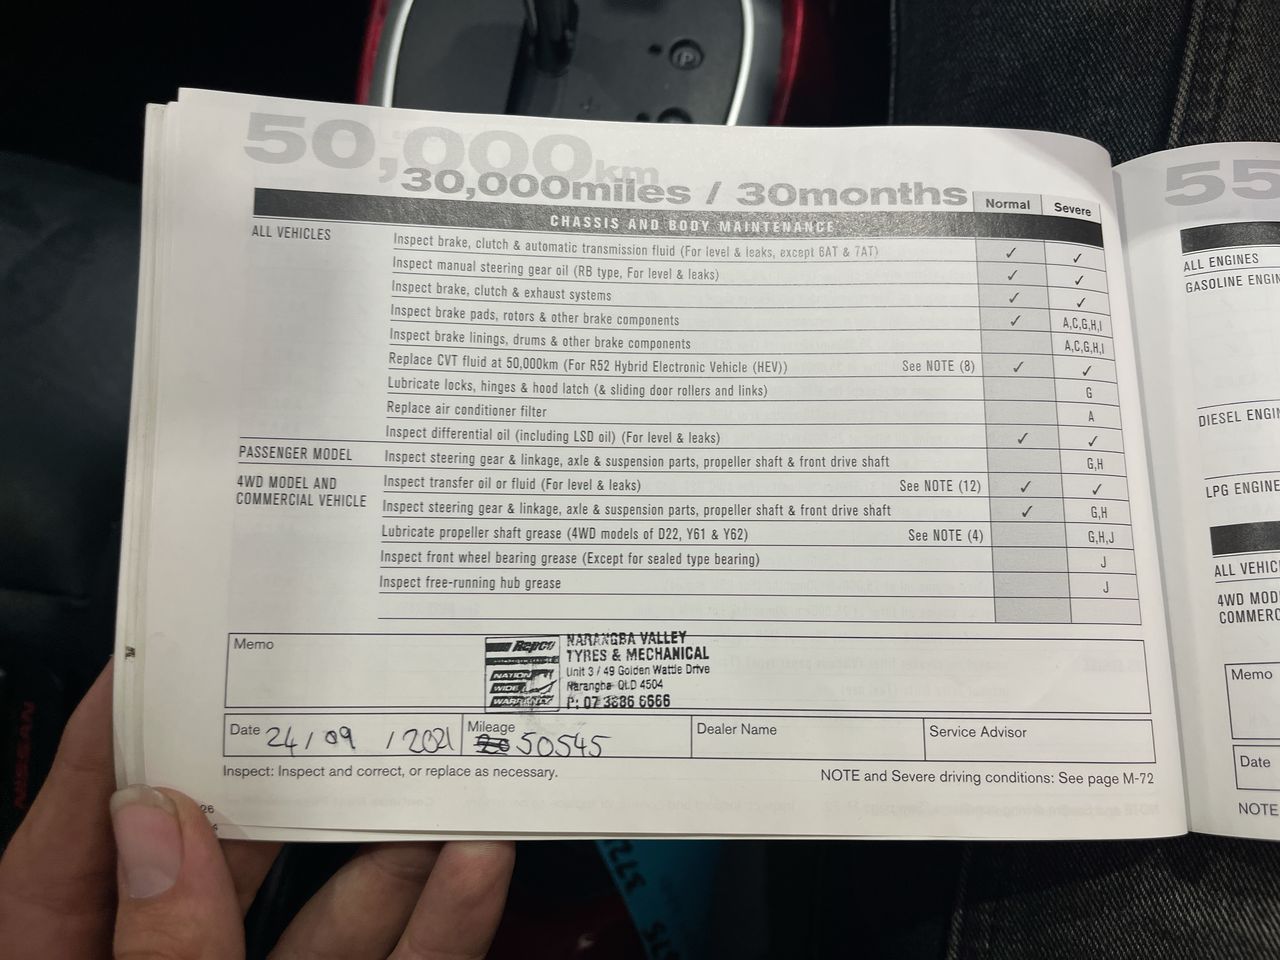 50,000km
30,000miles / 30months
Normal
Severe
CHASSIS AND BODY MAINTENANCE
ALL VEHICLES
Inspect brake, clutch & automatic transmission fluid (For level & leaks, except 6AT & 7AT) ✓ ✓
Inspect manual steering gear oil (RB type, For level & leaks) ✓ ✓
Inspect brake, clutch & exhaust systems ✓ ✓
Inspect brake pads, rotors & other brake components ✓ A,C,G,H,I
Inspect brake linings, drums & other brake components A,C,G,H,I
Replace CVT fluid at 50,000km (For R52 Hybrid Electronic Vehicle (HEV)) See NOTE (8) ✓ ✓
Lubricate locks, hinges & hood latch (& sliding door rollers and links) G
Replace air conditioner filter A
Inspect differential oil (including LSD oil) (For level & leaks) ✓ ✓
PASSENGER MODEL
Inspect steering gear & linkage, axle & suspension parts, propeller shaft & front drive shaft G,H
4WD MODEL AND
COMMERCIAL VEHICLE
Inspect transfer oil or fluid (For level & leaks) See NOTE (12) ✓ ✓
Inspect steering gear & linkage, axle & suspension parts, propeller shaft & front drive shaft ✓ G,H
Lubricate propeller shaft grease (4WD models of D22, Y61 & Y62) See NOTE (4) G,H,J
Inspect front wheel bearing grease (Except for sealed type bearing) J
Inspect free-running hub grease J
Memo
Repco
NATION
WIDE
WARRANTY
NARANGBA VALLEY
TYRES & MECHANICAL
Unit 3 / 49 Golden Wattle Drive
Narangba QLD 4504
P: 07 3886 6666
Date 24/09/2021
Mileage 50545
Dealer Name
Service Advisor
Inspect: Inspect and correct, or replace as necessary.
NOTE and Severe driving conditions: See page M-72
26
55
ALL ENGINES
GASOLINE ENGIN
DIESEL ENGI
LPG ENGINE
ALL VEHIC
4WD MOD
COMMERC
Memo
Date
NOTE
NISSAN